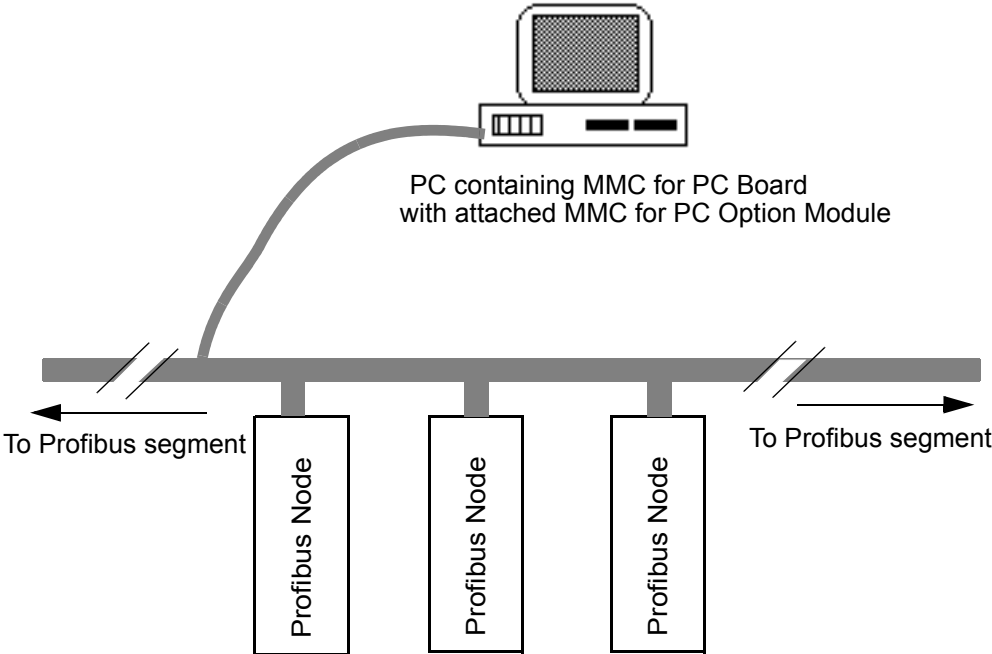 PC containing MMC for PC Board
with attached MMC for PC Option Module
To Profibus segment
To Profibus segment
Profibus Node
Profibus Node
Profibus Node